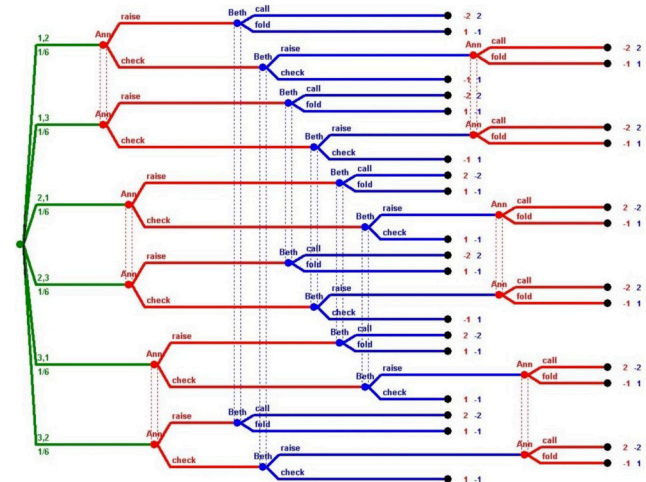 call -2 2
raise Beth
fold 1 -1
1,2 Ann
1/6
raise Ann call -2 2
check Beth fold -1 1
check -1 1
call -2 2
raise Beth
fold 1 -1
1,3 Ann
1/6
raise Ann call -2 2
check Beth fold -1 1
check -1 1
call 2 -2
raise Beth
fold 1 -1
2,1 Ann
1/6
raise Ann call 2 -2
check Beth fold -1 1
check 1 -1
call -2 2
raise Beth
fold 1 -1
2,3 Ann
1/6
raise Ann call -2 2
check Beth fold -1 1
check -1 1
call 2 -2
raise Beth
fold 1 -1
3,1 Ann
1/6
raise Ann call 2 -2
check Beth fold -1 1
check 1 -1
call 2 -2
raise Beth
fold 1 -1
3,2 Ann
1/6
raise Ann call 2 -2
check Beth fold -1 1
check 1 -1